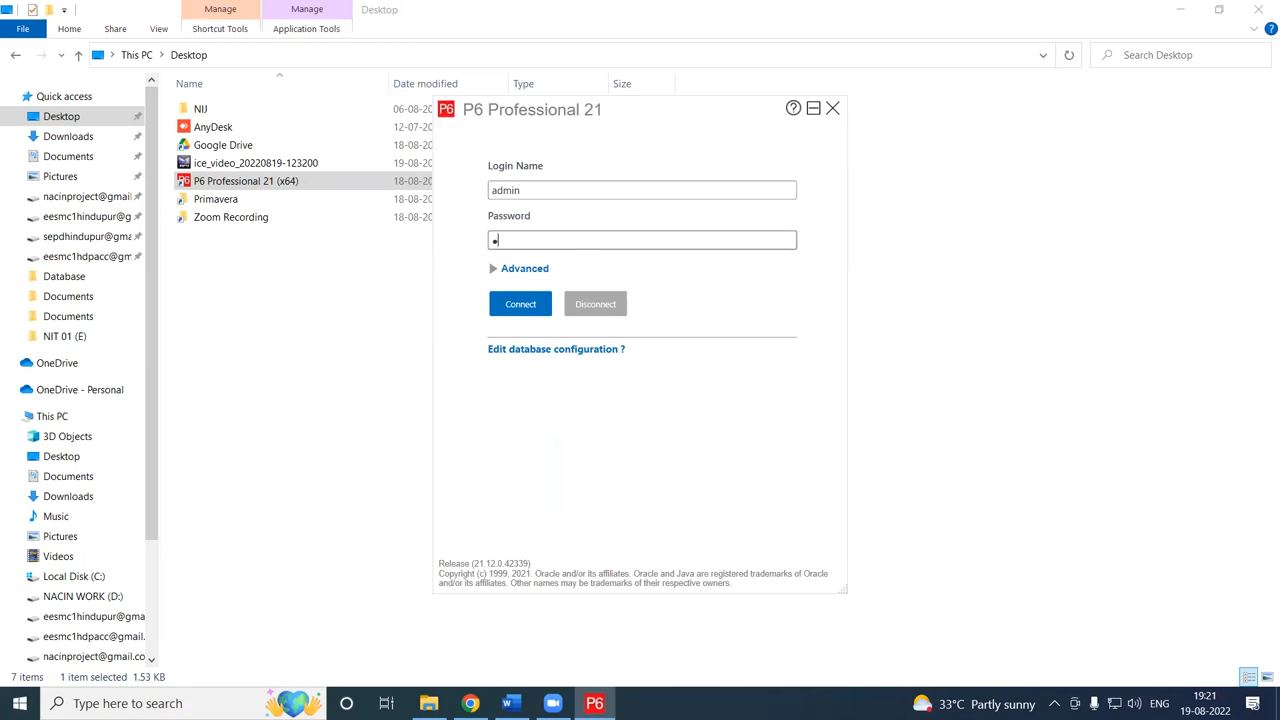 Manage
Manage
Desktop
File
Home
Share
View
Shortcut Tools
Application Tools
This PC
Desktop
Search Desktop
Name
Date modified
Type
Size
Quick access
Desktop
Downloads
Documents
Pictures
nacinproject@gmai
eesmc1hindupur@g
sepdhindupur@gma
eesmc1hdpacc@gm
Database
Documents
Documents
NIT 01 (E)
OneDrive
OneDrive - Personal
This PC
3D Objects
Desktop
Documents
Downloads
Music
Pictures
Videos
Local Disk (C:)
NACIN WORK (D:)
eesmc1hindupur@gma
eesmc1hdpacc@gmail.
nacinproject@gmail.co
NIJ
06-08-20
AnyDesk
12-07-20
Google Drive
18-08-20
ice_video_20220819-123200
19-08-20
P6 Professional 21 (x64)
18-08-20
Primavera
18-08-20
Zoom Recording
18-08-20
P6 P6 Professional 21
Login Name
admin
Password
Advanced
Connect
Disconnect
Edit database configuration ?
Release (21.12.0.42339)
Copyright (c) 1999, 2021. Oracle and/or its affiliates. Oracle and Java are registered trademarks of Oracle
and/or its affiliates. Other names may be trademarks of their respective owners.
7 items 1 item selected 1.53 KB
Type here to search
P6
33°C Partly sunny
ENG
19:21
19-08-2022